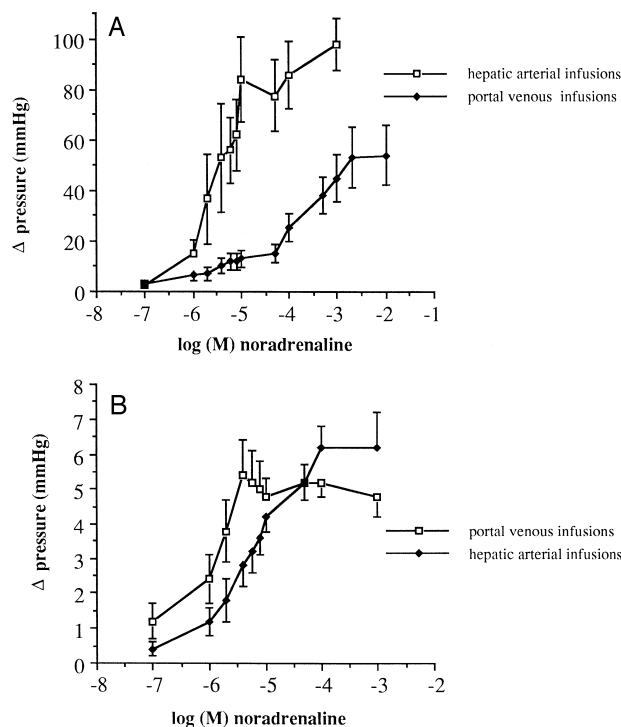 A
100
80
60
40
20
0
Δ pressure (mmHg)
-8 -7 -6 -5 -4 -3 -2 -1
log (M) noradrenaline
hepatic arterial infusions
portal venous infusions
B
8
7
6
5
4
3
2
1
0
Δ pressure (mmHg)
-8 -7 -6 -5 -4 -3 -2
log (M) noradrenaline
portal venous infusions
hepatic arterial infusions